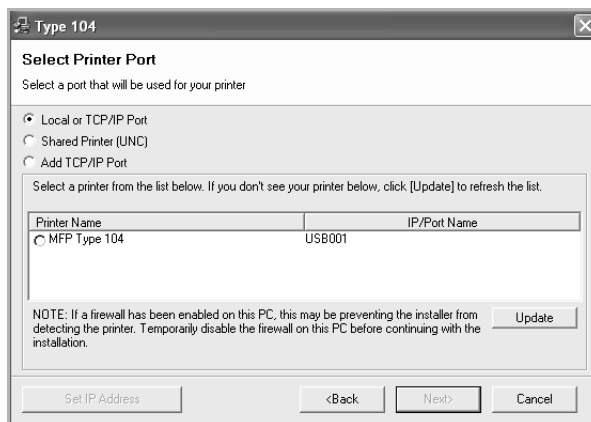 Type 104
Select Printer Port
Select a port that will be used for your printer
Local or TCP/IP Port
Shared Printer (UNC)
Add TCP/IP Port
Select a printer from the list below. If you don't see your printer below, click [Update] to refresh the list.
Printer Name IP/Port Name
MFP Type 104 USB001
NOTE: If a firewall has been enabled on this PC, this may be preventing the installer from
detecting the printer. Temporarily disable the firewall on this PC before continuing with the
installation.
Update
Set IP Address <Back Next> Cancel